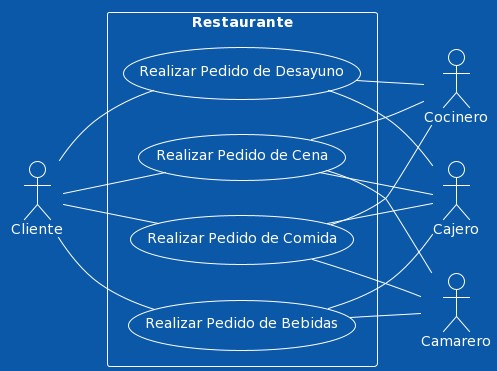 Restaurante
Realizar Pedido de Desayuno
Cocinero
Realizar Pedido de Cena
Cliente
Cajero
Realizar Pedido de Comida
Realizar Pedido de Bebidas
Camarero